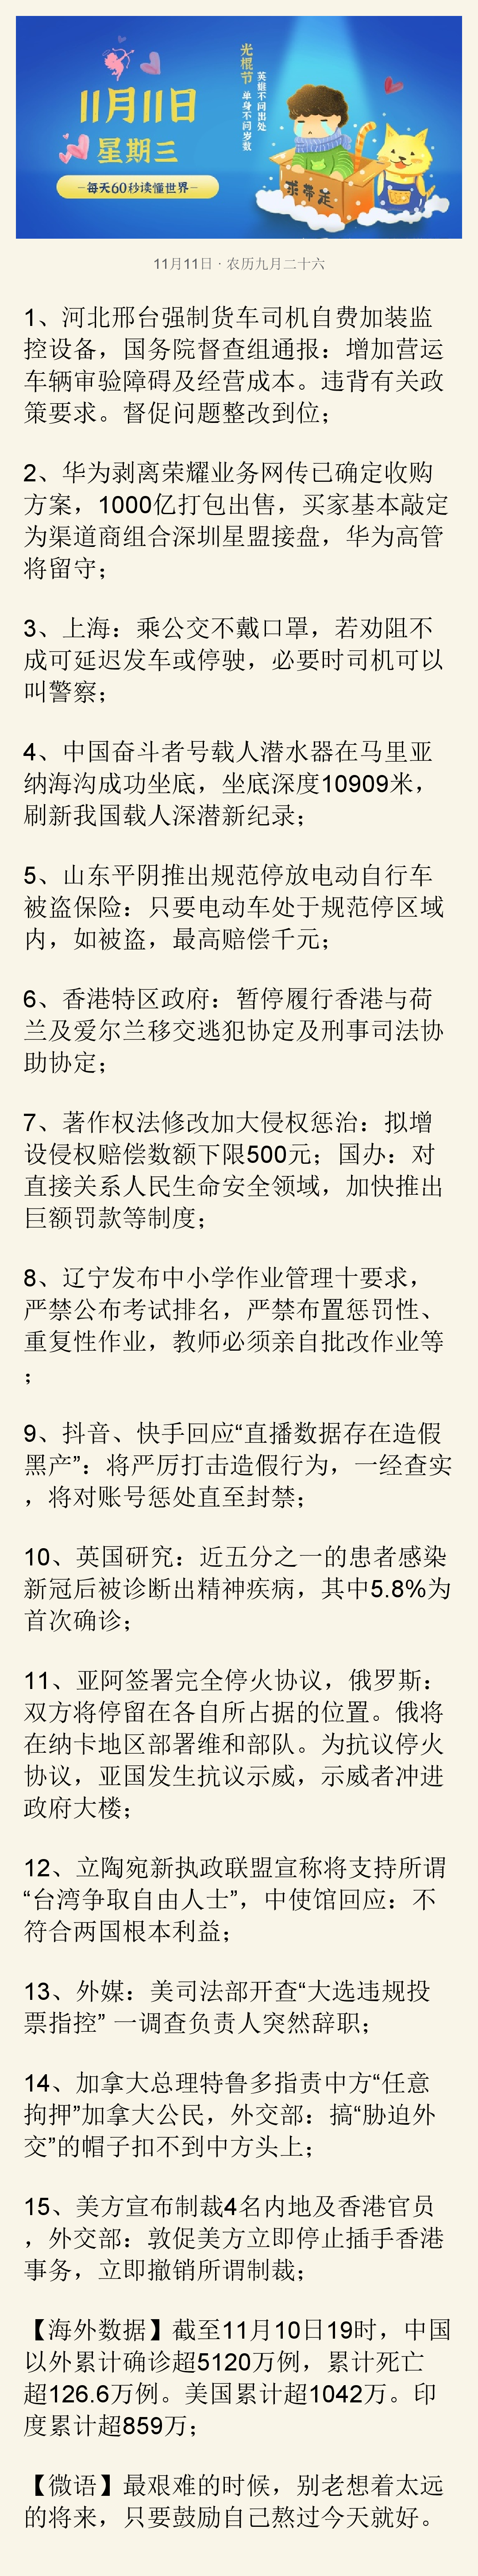 11月11日
星期三
—每天60秒读懂世界—
光棍节
英雄不问出处
单身不问岁数
求带走
11月11日 · 农历九月二十六
1、河北邢台强制货车司机自费加装监
控设备，国务院督查组通报：增加营运
车辆审验障碍及经营成本。违背有关政
策要求。督促问题整改到位；
2、华为剥离荣耀业务网传已确定收购
方案，1000亿打包出售，买家基本敲定
为渠道商组合深圳星盟接盘，华为高管
将留守；
3、上海：乘公交不戴口罩，若劝阻不
成可延迟发车或停驶，必要时司机可以
叫警察；
4、中国奋斗者号载人潜水器在马里亚
纳海沟成功坐底，坐底深度10909米，
刷新我国载人深潜新纪录；
5、山东平阴推出规范停放电动自行车
被盗保险：只要电动车处于规范停区域
内，如被盗，最高赔偿千元；
6、香港特区政府：暂停履行香港与荷
兰及爱尔兰移交逃犯协定及刑事司法协
助协定；
7、著作权法修改加大侵权惩治：拟增
设侵权赔偿数额下限500元；国办：对
直接关系人民生命安全领域，加快推出
巨额罚款等制度；
8、辽宁发布中小学作业管理十要求，
严禁公布考试排名，严禁布置惩罚性、
重复性作业，教师必须亲自批改作业等
；
9、抖音、快手回应“直播数据存在造假
黑产”：将严厉打击造假行为，一经查实
，将对账号惩处直至封禁；
10、英国研究：近五分之一的患者感染
新冠后被诊断出精神疾病，其中5.8%为
首次确诊；
11、亚阿签署完全停火协议，俄罗斯：
双方将停留在各自所占据的位置。俄将
在纳卡地区部署维和部队。为抗议停火
协议，亚国发生抗议示威，示威者冲进
政府大楼；
12、立陶宛新执政联盟宣称将支持所谓
“台湾争取自由人士”，中使馆回应：不
符合两国根本利益；
13、外媒：美司法部开查“大选违规投
票指控” 一调查负责人突然辞职；
14、加拿大总理特鲁多指责中方“任意
拘押”加拿大公民，外交部：搞“胁迫外
交”的帽子扣不到中方头上；
15、美方宣布制裁4名内地及香港官员
，外交部：敦促美方立即停止插手香港
事务，立即撤销所谓制裁；
【海外数据】截至11月10日19时，中国
以外累计确诊超5120万例，累计死亡
超126.6万例。美国累计超1042万。印
度累计超859万；
【微语】最艰难的时候，别老想着太远
的将来，只要鼓励自己熬过今天就好。